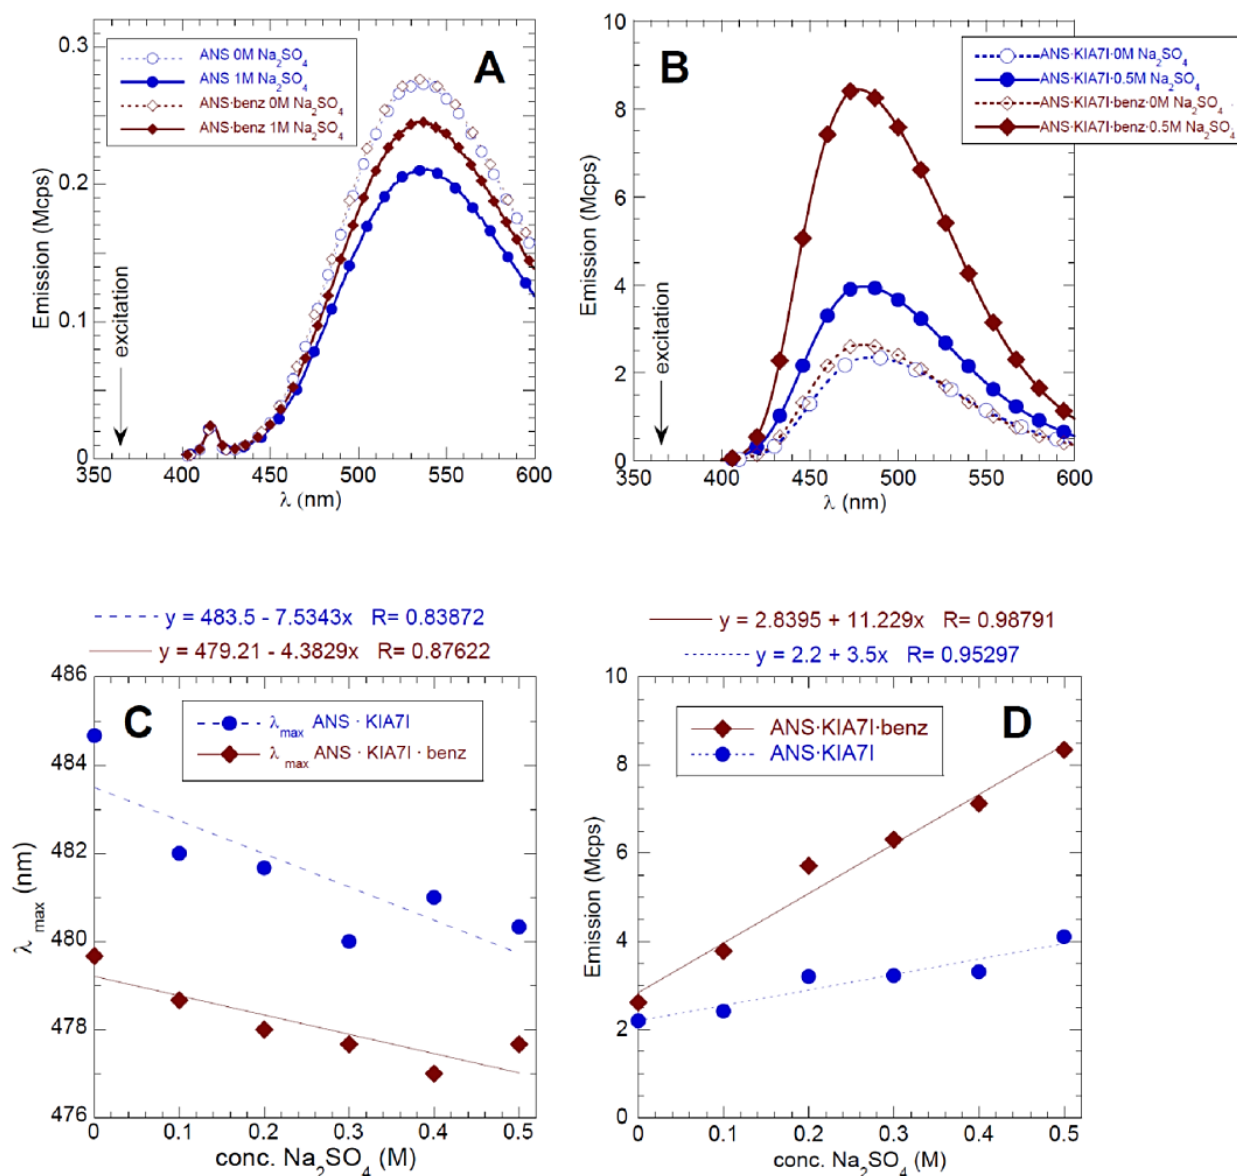 A
ANS 0M Na₂SO₄
ANS 1M Na₂SO₄
ANS·benz 0M Na₂SO₄
ANS·benz 1M Na₂SO₄
Emission (Mcps)
0.3
0.2
0.1
0
excitation
350 400 450 500 550 600
λ (nm)
B
ANS·KIA7I·0M Na₂SO₄
ANS·KIA7I·0.5M Na₂SO₄
ANS·KIA7I·benz·0M Na₂SO₄
ANS·KIA7I·benz·0.5M Na₂SO₄
Emission (Mcps)
10
8
6
4
2
0
excitation
350 400 450 500 550 600
λ (nm)
y = 483.5 - 7.5343x R= 0.83872
y = 479.21 - 4.3829x R= 0.87622
C
λmax ANS · KIA7I
λmax ANS · KIA7I · benz
λmax (nm)
486
484
482
480
478
476
0 0.1 0.2 0.3 0.4 0.5
conc. Na₂SO₄ (M)
y = 2.8395 + 11.229x R= 0.98791
y = 2.2 + 3.5x R= 0.95297
D
ANS·KIA7I·benz
ANS·KIA7I
Emission (Mcps)
10
8
6
4
2
0
0 0.1 0.2 0.3 0.4 0.5
conc. Na₂SO₄ (M)